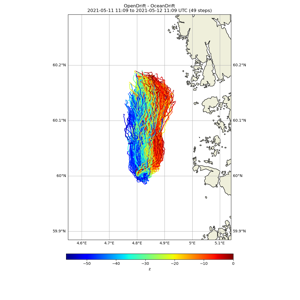 OpenDrift - OceanDrift
2021-05-11 11:09 to 2021-05-12 11:09 UTC (49 steps)
60.2°N
60.2°N
60.1°N
60.1°N
60°N
60°N
59.9°N
59.9°N
4.6°E
4.7°E
4.8°E
4.9°E
5°E
5.1°E
−50
−40
−30
−20
−10
0
z